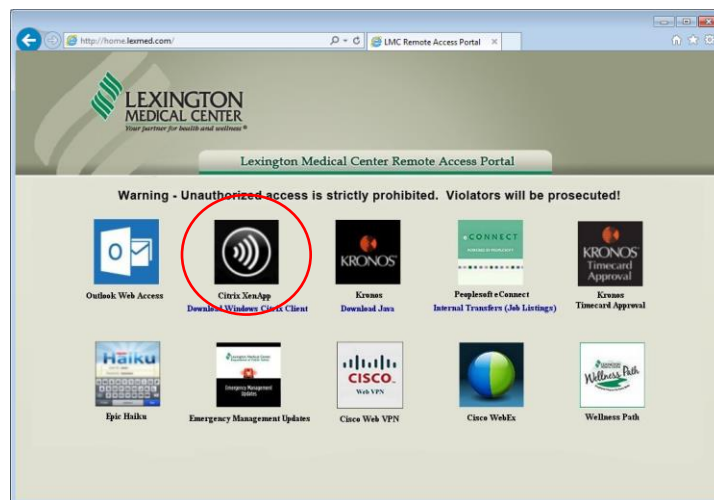 http://home.lexmed.com/
LMC Remote Access Portal
LEXINGTON
MEDICAL CENTER
Your partner for health and wellness®
Lexington Medical Center Remote Access Portal
Warning - Unauthorized access is strictly prohibited. Violators will be prosecuted!
O
Outlook Web Access
Citrix XenApp
Download Windows Citrix Client
KRONOS
Kronos
Download Java
eCONNECT
Peoplesoft eConnect
Internal Transfers (Job Listings)
KRONOS
Timecard
Approval
Kronos
Timecard Approval
Haiku
Epic Haiku
Emergency Management
Updates
Emergency Management Updates
CISCO
Web VPN
Cisco Web VPN
Cisco WebEx
LEXINGTON
Wellness Path
Wellness Path